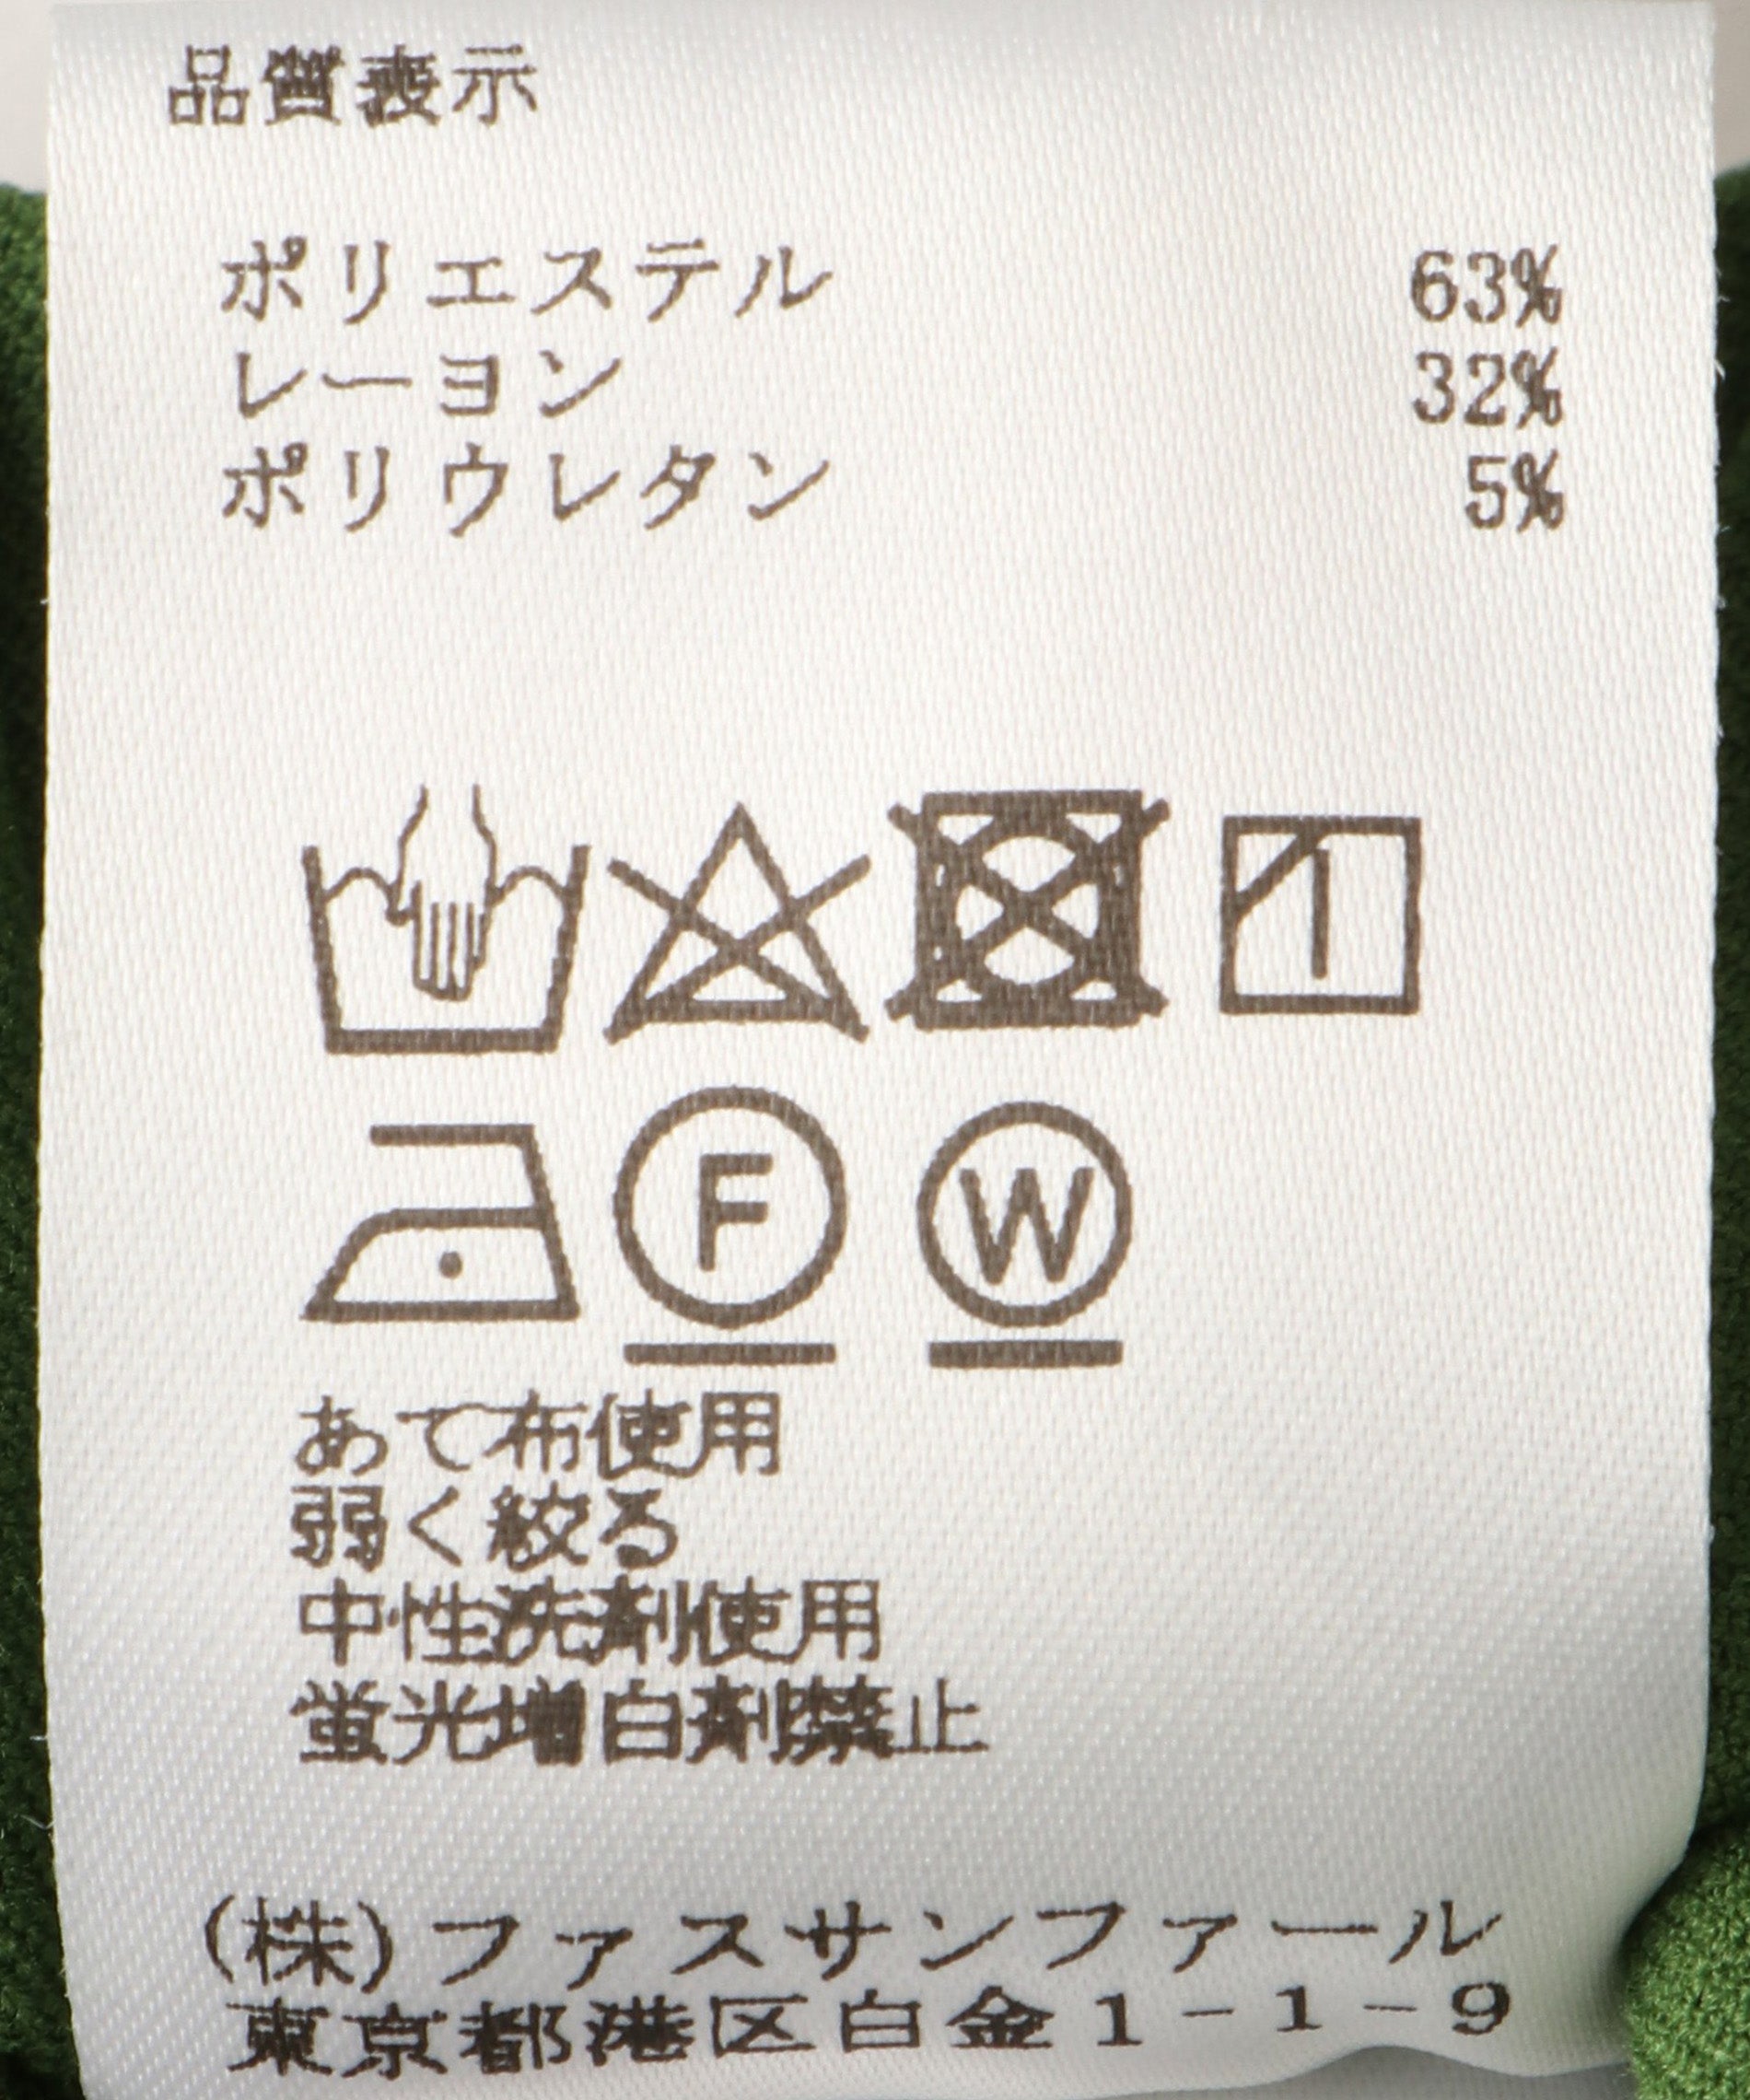 品質表示
ポリエステル 63%
レーヨン 32%
ポリウレタン 5%
F W
あて布使用
弱く絞る
中性洗剤使用
蛍光増白剤禁止
(株)ファスサンファール
東京都港区白金1-1-9